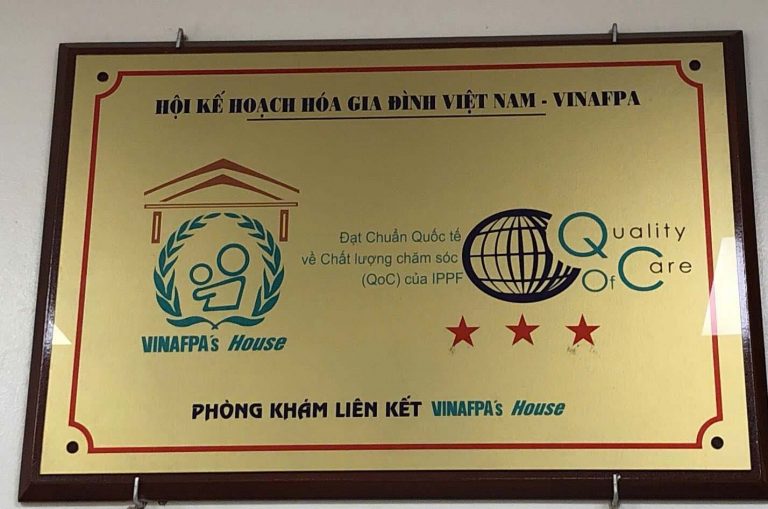 HỘI KẾ HOẠCH HÓA GIA ĐÌNH VIỆT NAM - VINAFPA
Đạt Chuẩn Quốc tế
về Chất lượng chăm sóc
(QoC) của IPPF
Quality
Of Care
VINAFPA's House
PHÒNG KHÁM LIÊN KẾT VINAFPA's House